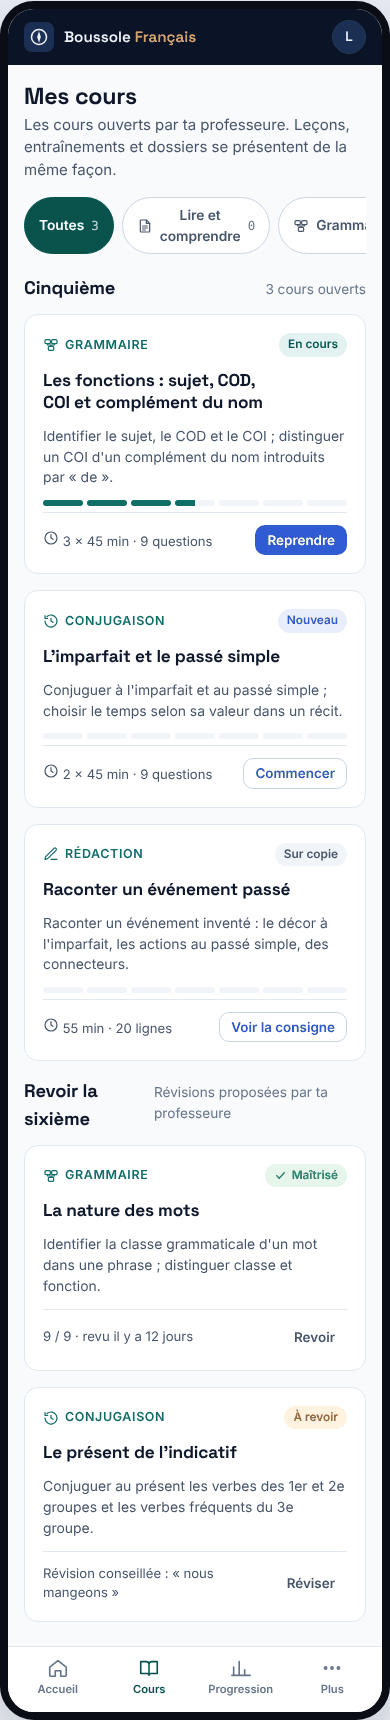 Boussole Français
L
Mes cours
Les cours ouverts par ta professeure. Leçons,
entraînements et dossiers se présentent de la
même façon.
Toutes 3
Lire et
comprendre 0
Gramma
Cinquième
3 cours ouverts
GRAMMAIRE
En cours
Les fonctions : sujet, COD,
COI et complément du nom
Identifier le sujet, le COD et le COI ; distinguer
un COI d'un complément du nom introduits
par « de ».
3 × 45 min · 9 questions
Reprendre
CONJUGAISON
Nouveau
L'imparfait et le passé simple
Conjuguer à l'imparfait et au passé simple ;
choisir le temps selon sa valeur dans un récit.
2 × 45 min · 9 questions
Commencer
RÉDACTION
Sur copie
Raconter un événement passé
Raconter un événement inventé : le décor à
l'imparfait, les actions au passé simple, des
connecteurs.
55 min · 20 lignes
Voir la consigne
Revoir la
sixième
Révisions proposées par ta
professeure
GRAMMAIRE
Maîtrisé
La nature des mots
Identifier la classe grammaticale d'un mot
dans une phrase ; distinguer classe et
fonction.
9 / 9 · revu il y a 12 jours
Revoir
CONJUGAISON
À revoir
Le présent de l'indicatif
Conjuguer au présent les verbes des 1er et 2e
groupes et les verbes fréquents du 3e
groupe.
Révision conseillée : « nous
mangeons »
Réviser
Accueil
Cours
Progression
Plus